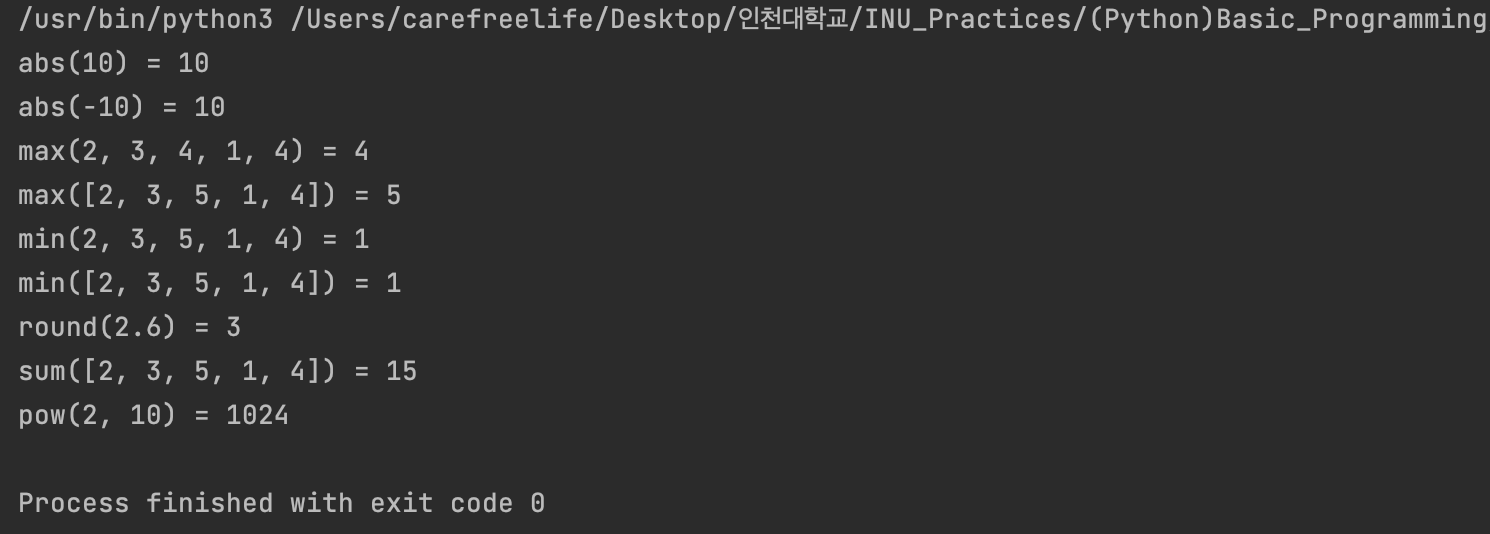 /usr/bin/python3 /Users/carefreelife/Desktop/인천대학교/INU_Practices/(Python)Basic_Programming
abs(10) = 10
abs(-10) = 10
max(2, 3, 4, 1, 4) = 4
max([2, 3, 5, 1, 4]) = 5
min(2, 3, 5, 1, 4) = 1
min([2, 3, 5, 1, 4]) = 1
round(2.6) = 3
sum([2, 3, 5, 1, 4]) = 15
pow(2, 10) = 1024
Process finished with exit code 0